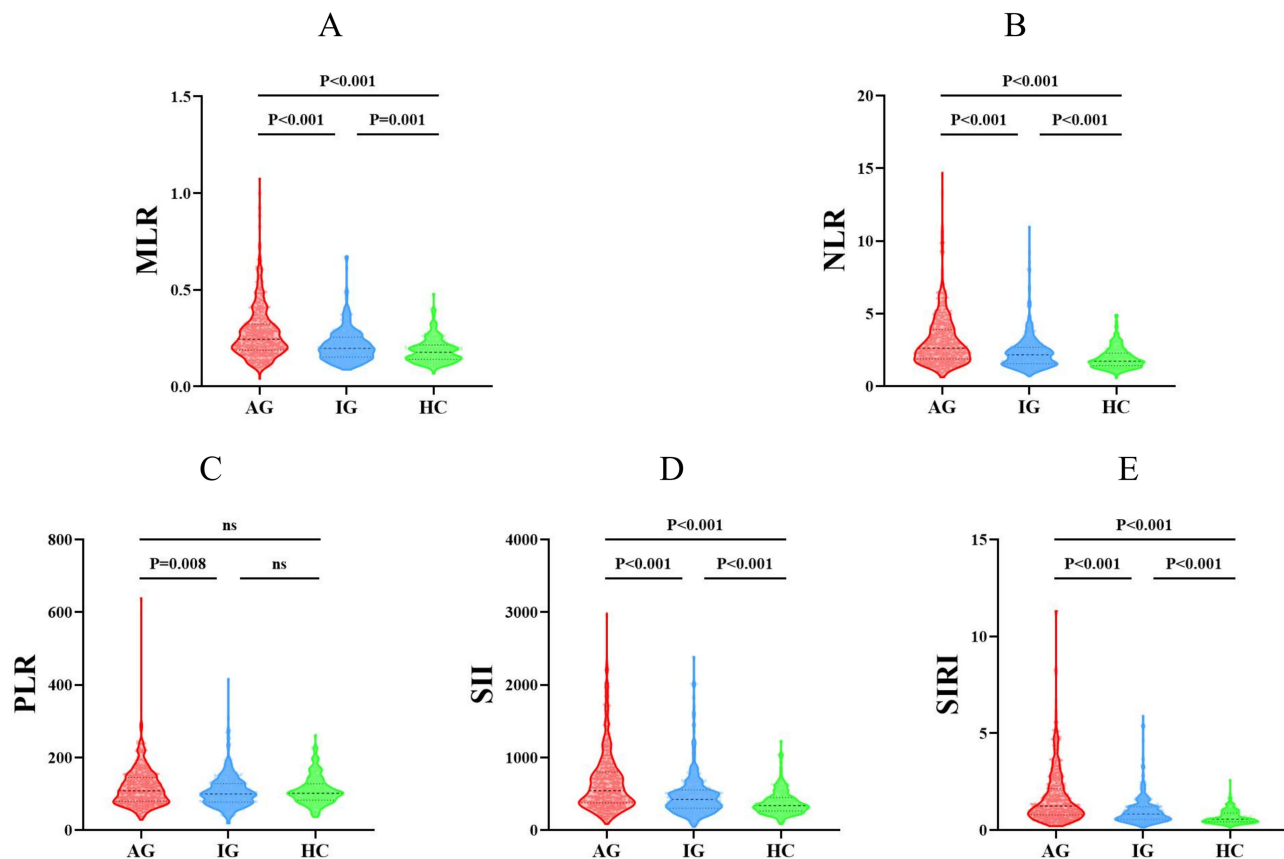 A
P<0.001
P<0.001 P=0.001
1.5
1.0
0.5
0.0
MLR
AG IG HC
B
P<0.001
P<0.001 P<0.001
20
15
10
5
0
NLR
AG IG HC
C
ns
P=0.008 ns
800
600
400
200
0
PLR
AG IG HC
D
P<0.001
P<0.001 P<0.001
4000
3000
2000
1000
0
SII
AG IG HC
E
P<0.001
P<0.001 P<0.001
15
10
5
0
SIRI
AG IG HC